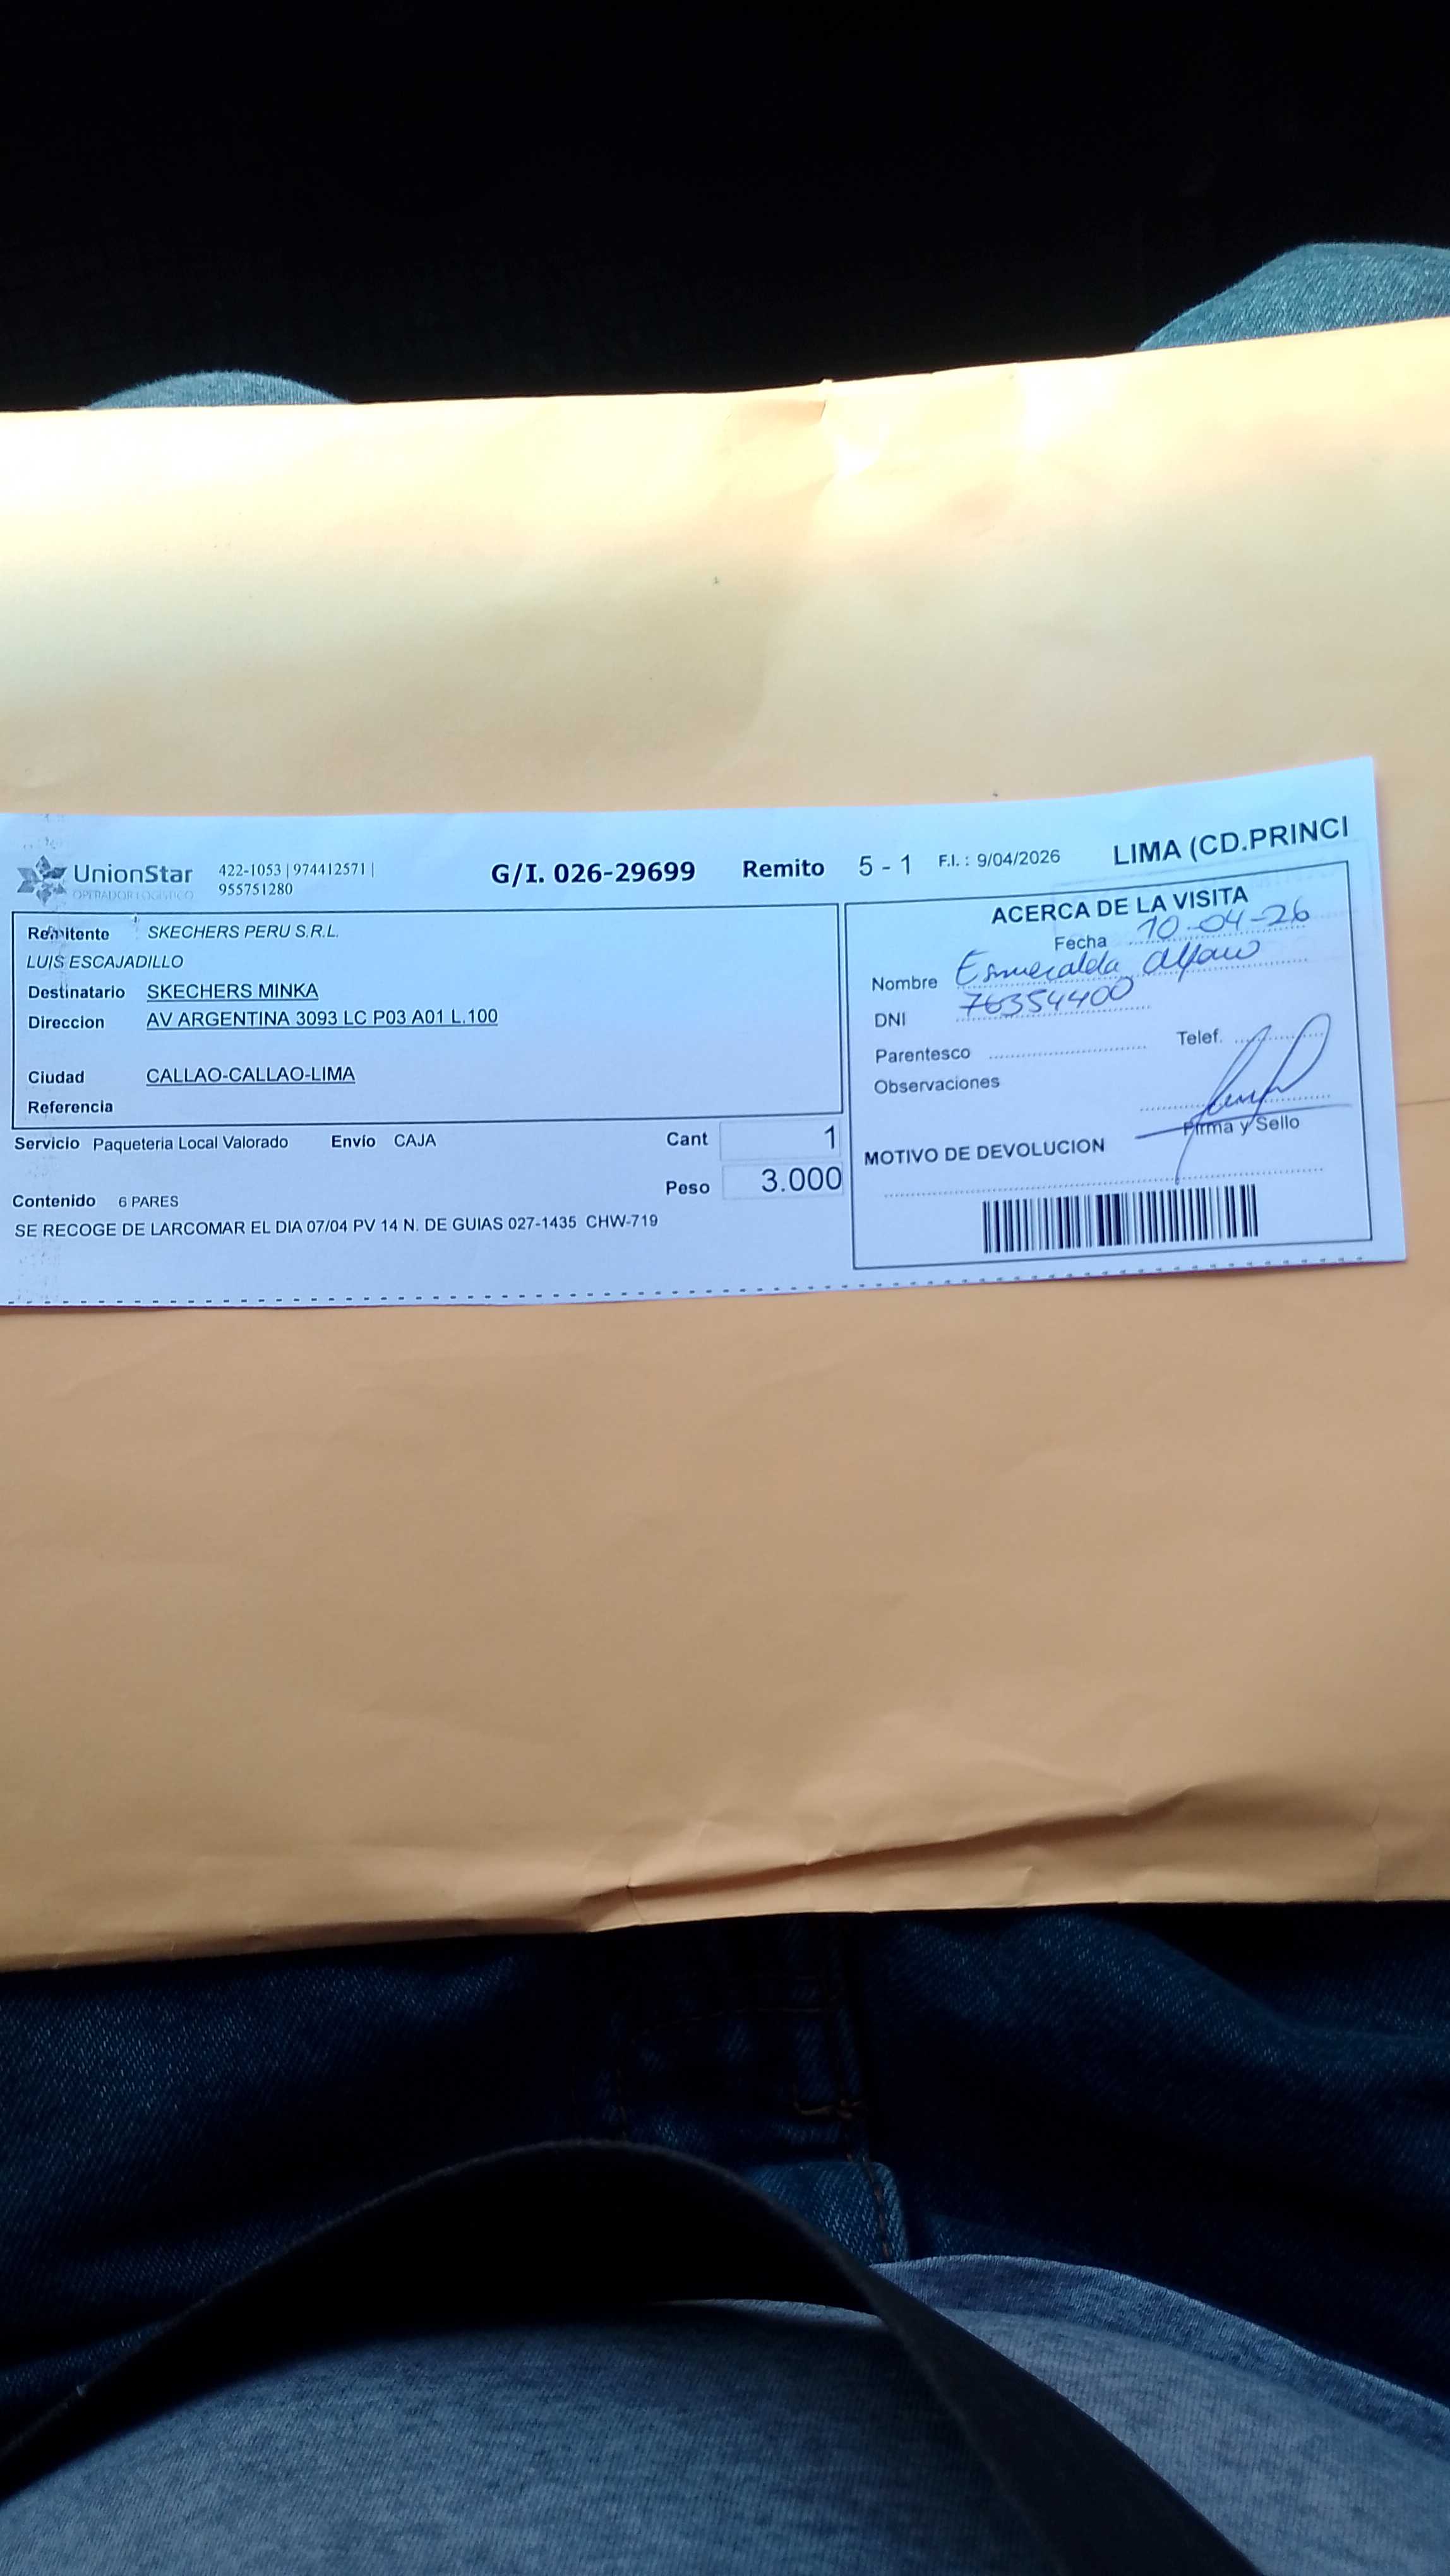 UnionStar
OPERADOR LOGISTICO
422-1053 | 974412571 |
955751280
G/I. 026-29699
Remito 5 - 1
F.I. : 9/04/2026
LIMA (CD.PRINCI
Remitente SKECHERS PERU S.R.L.
LUIS ESCAJADILLO
Destinatario SKECHERS MINKA
Direccion AV ARGENTINA 3093 LC P03 A01 L.100
Ciudad CALLAO-CALLAO-LIMA
Referencia
Servicio Paqueteria Local Valorado Envío CAJA
Cant 1
Peso 3.000
Contenido 6 PARES
SE RECOGE DE LARCOMAR EL DIA 07/04 PV 14 N. DE GUIAS 027-1435 CHW-719
ACERCA DE LA VISITA
Fecha 10-04-26
Nombre Esmeralda Alfaro
DNI 76354400
Parentesco Telef.
Observaciones
Firma y Sello
MOTIVO DE DEVOLUCION